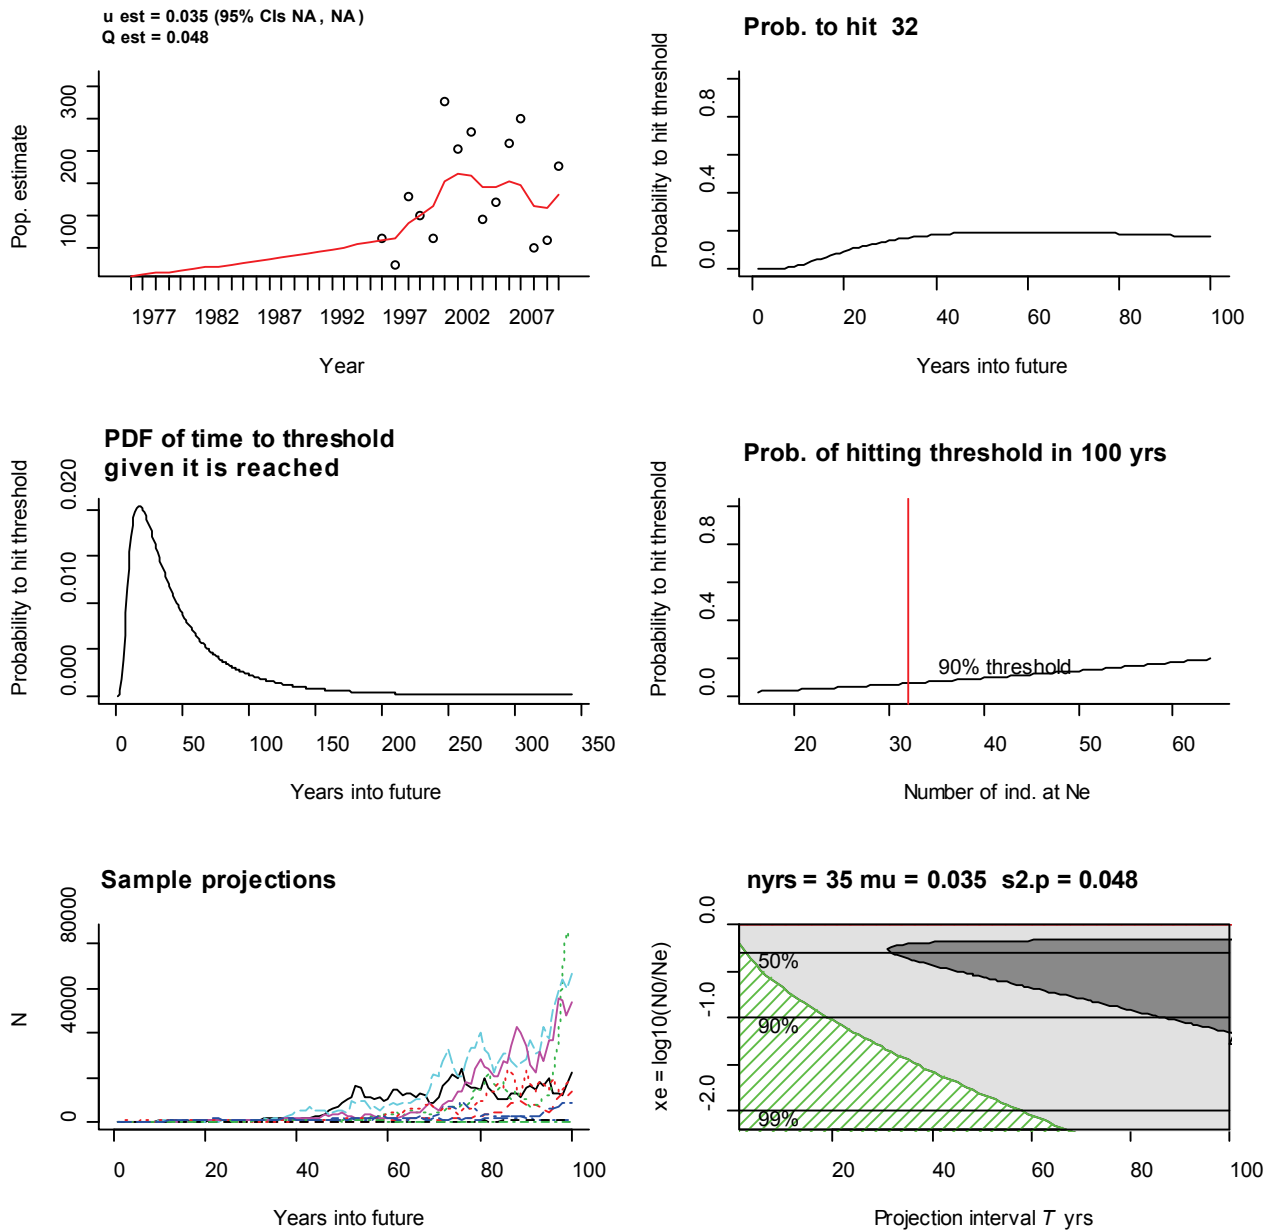 u est = 0.035 (95% CIs NA, NA)
Q est = 0.048
Pop. estimate
100 200 300
1977 1982 1987 1992 1997 2002 2007
Year
Prob. to hit 32
Probability to hit threshold
0.0 0.4 0.8
0 20 40 60 80 100
Years into future
PDF of time to threshold
given it is reached
Probability to hit threshold
0.000 0.010 0.020
0 50 100 150 200 250 300 350
Years into future
Prob. of hitting threshold in 100 yrs
Probability to hit threshold
0.0 0.4 0.8
90% threshold
20 30 40 50 60
Number of ind. at Ne
Sample projections
N
0 40000 80000
0 20 40 60 80 100
Years into future
nyrs = 35 mu = 0.035 s2.p = 0.048
xe = log10(N0/Ne)
-2.0 -1.0 0.0
50%
90%
99%
20 40 60 80 100
Projection interval T yrs